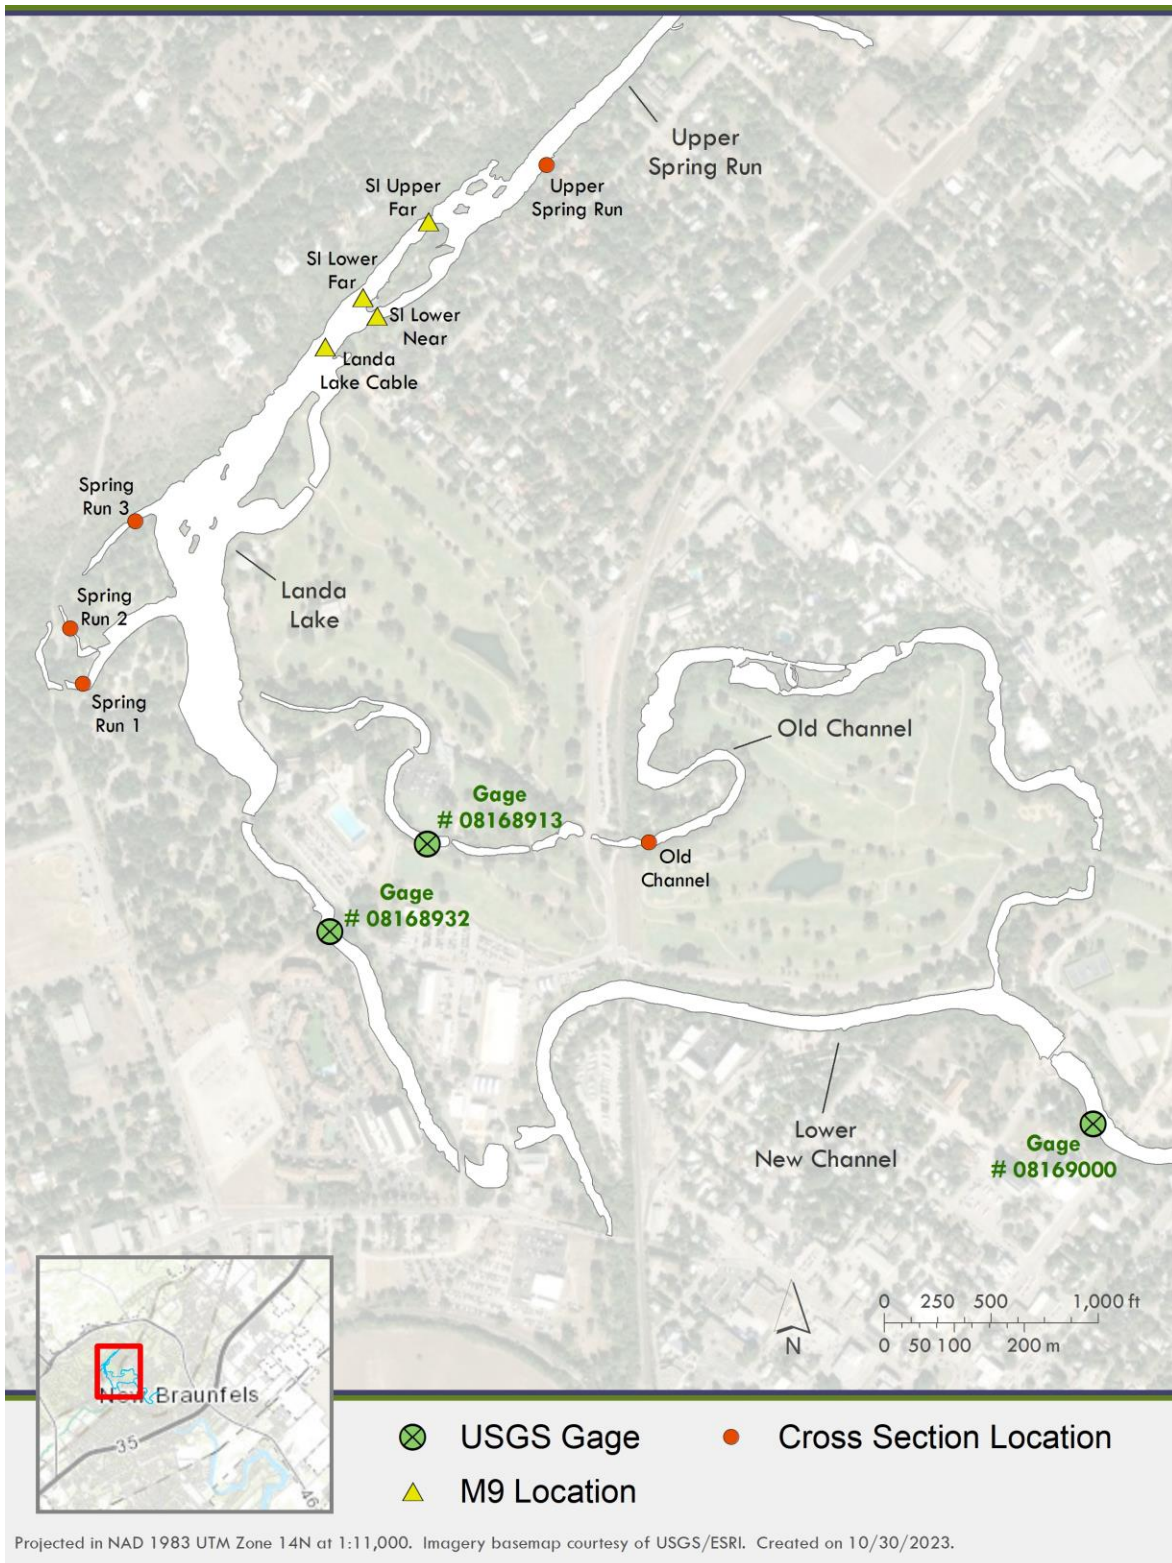 Upper
Spring Run
Upper
Spring Run
SI Upper
Far
SI Lower
Far
SI Lower
Near
Landa
Lake Cable
Spring
Run 3
Landa
Lake
Spring
Run 2
Spring
Run 1
Old Channel
Gage
# 08168913
Old
Channel
Gage
# 08168932
Lower
New Channel
Gage
# 08169000
N
0 250 500 1,000 ft
0 50 100 200 m
New Braunfels
35
46
USGS Gage
Cross Section Location
M9 Location
Projected in NAD 1983 UTM Zone 14N at 1:11,000. Imagery basemap courtesy of USGS/ESRI. Created on 10/30/2023.